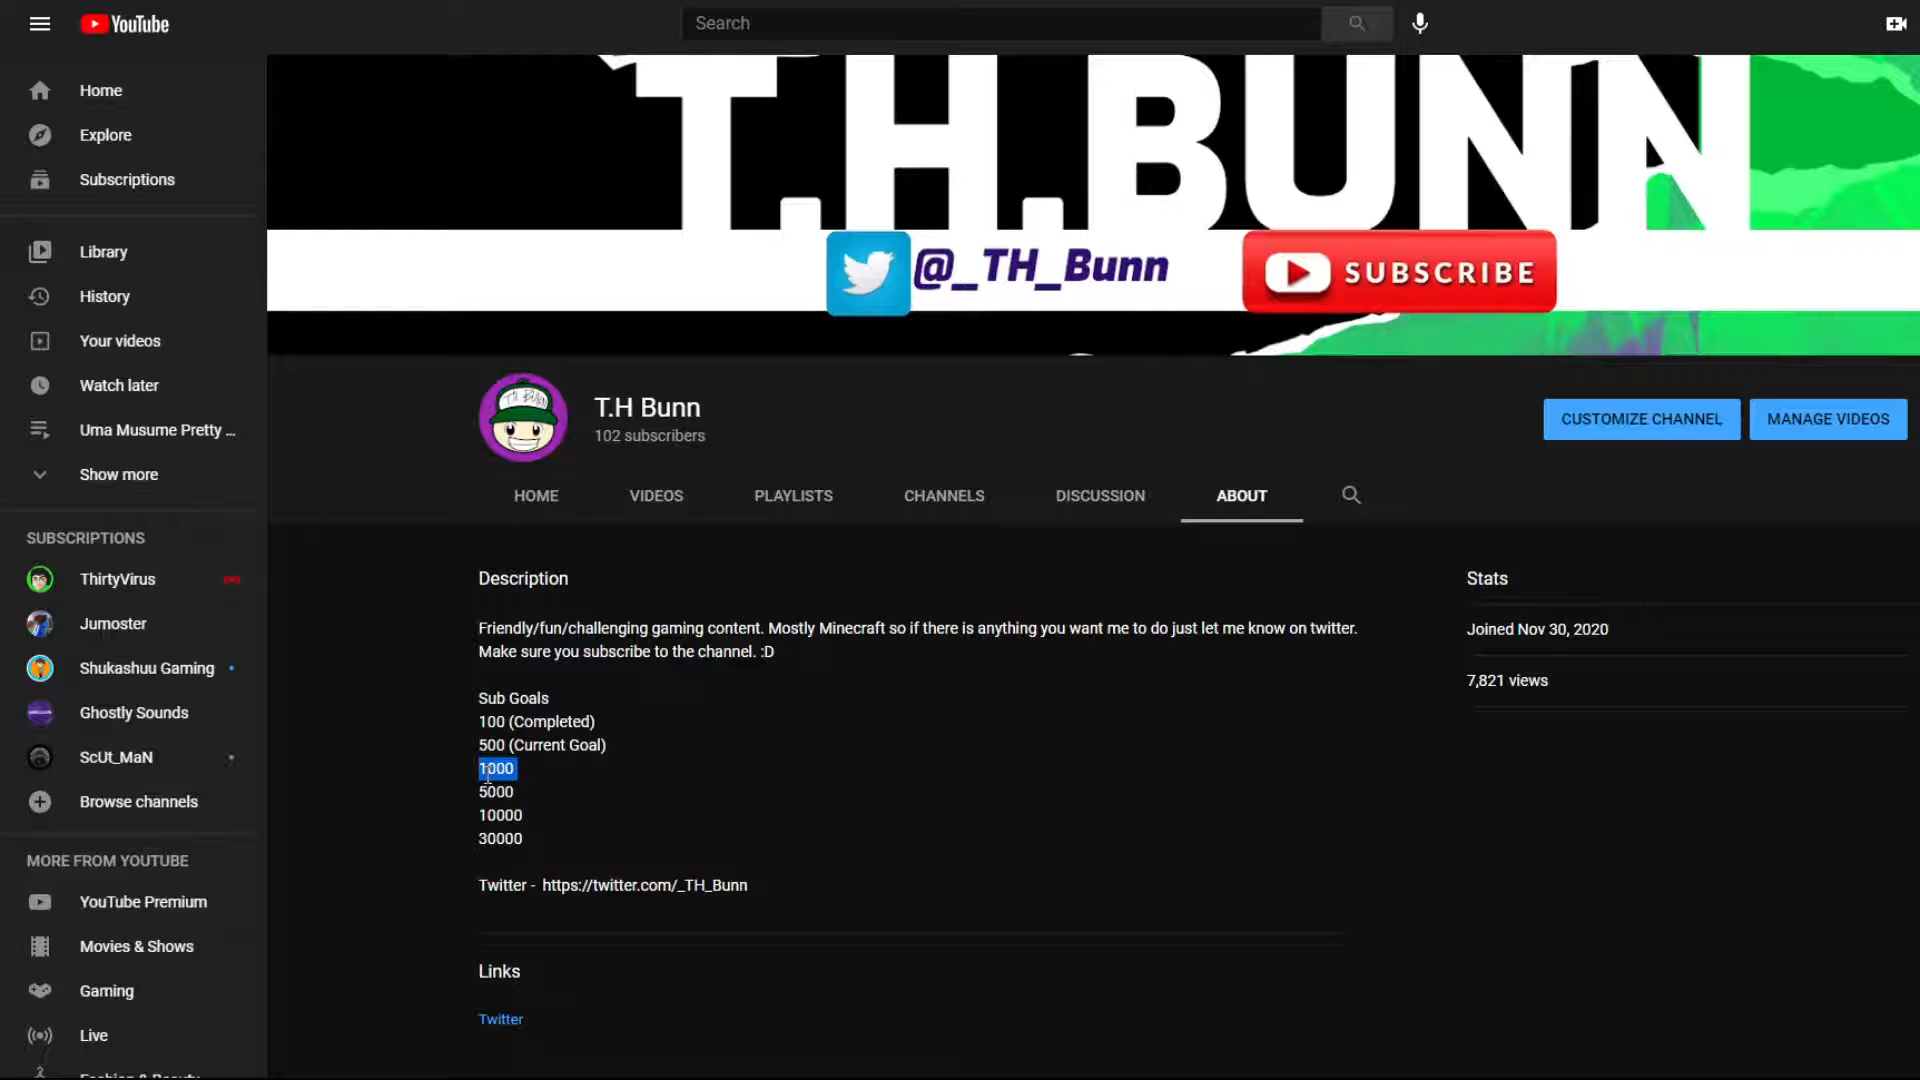 YouTube
Search
Home
Explore
Subscriptions
Library
History
Your videos
Watch later
Uma Musume Pretty ...
Show more
SUBSCRIPTIONS
ThirtyVirus
Jumoster
Shukashuu Gaming
Ghostly Sounds
ScUt_MaN
Browse channels
MORE FROM YOUTUBE
YouTube Premium
Movies & Shows
Gaming
Live
Fashion & Beauty
T.H.BUNN
@_TH_Bunn
SUBSCRIBE
TH BUNN
T.H Bunn
102 subscribers
CUSTOMIZE CHANNEL
MANAGE VIDEOS
HOME VIDEOS PLAYLISTS CHANNELS DISCUSSION ABOUT
Description
Friendly/fun/challenging gaming content. Mostly Minecraft so if there is anything you want me to do just let me know on twitter.
Make sure you subscribe to the channel. :D
Sub Goals
100 (Completed)
500 (Current Goal)
1000
5000
10000
30000
Twitter - https://twitter.com/_TH_Bunn
Links
Twitter
Stats
Joined Nov 30, 2020
7,821 views